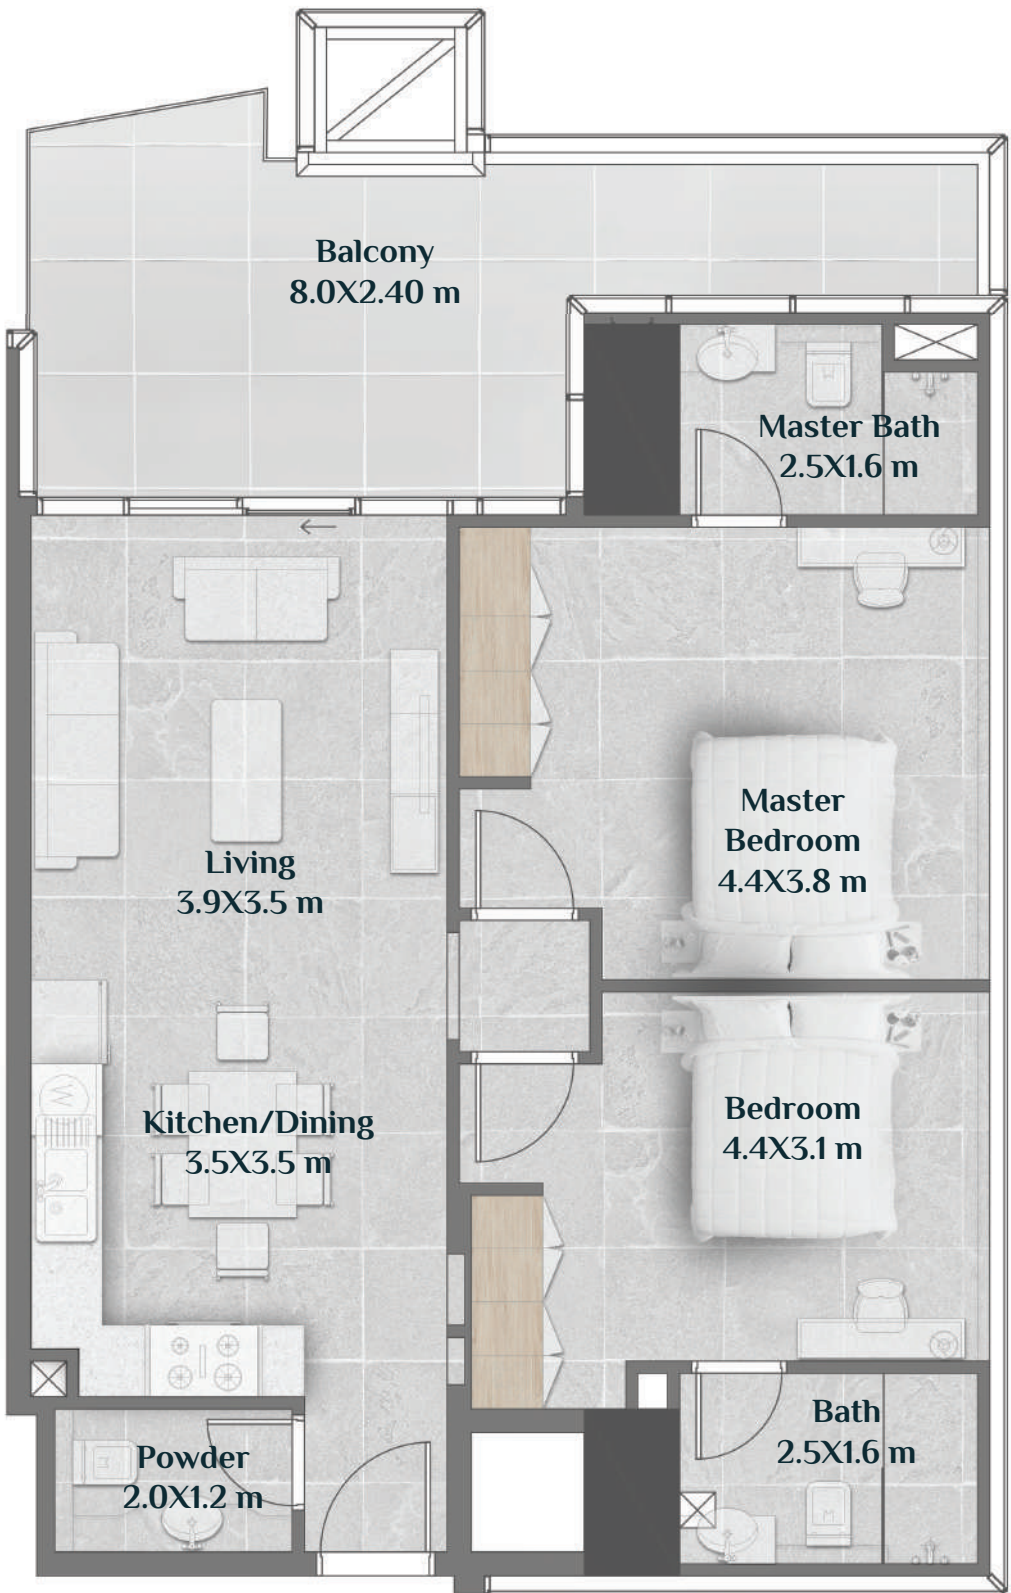 Balcony
8.0X2.40 m
Master Bath
2.5X1.6 m
Master
Bedroom
4.4X3.8 m
Living
3.9X3.5 m
Kitchen/Dining
3.5X3.5 m
Bedroom
4.4X3.1 m
Bath
2.5X1.6 m
Powder
2.0X1.2 m
W